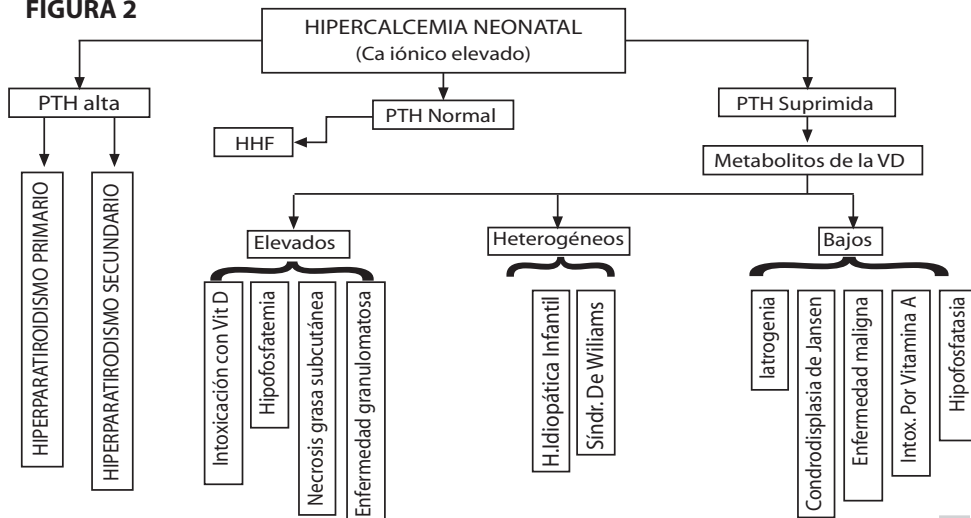 FIGURA 2
HIPERCALCEMIA NEONATAL
(Ca iónico elevado)
PTH alta
PTH Normal
PTH Suprimida
HHF
Metabolitos de la VD
HIPERPARATIROIDISMO PRIMARIO
HIPERPARATIRODISMO SECUNDARIO
Elevados
Heterogéneos
Bajos
Intoxicación con Vit D
Hipofosfatemia
Necrosis grasa subcutánea
Enfermedad granulomatosa
H.Idiopática Infantil
Síndr. De Wiliams
Iatrogenia
Condrodisplasia de Jansen
Enfermedad maligna
Intox. Por Vitamina A
Hipofosfatasia